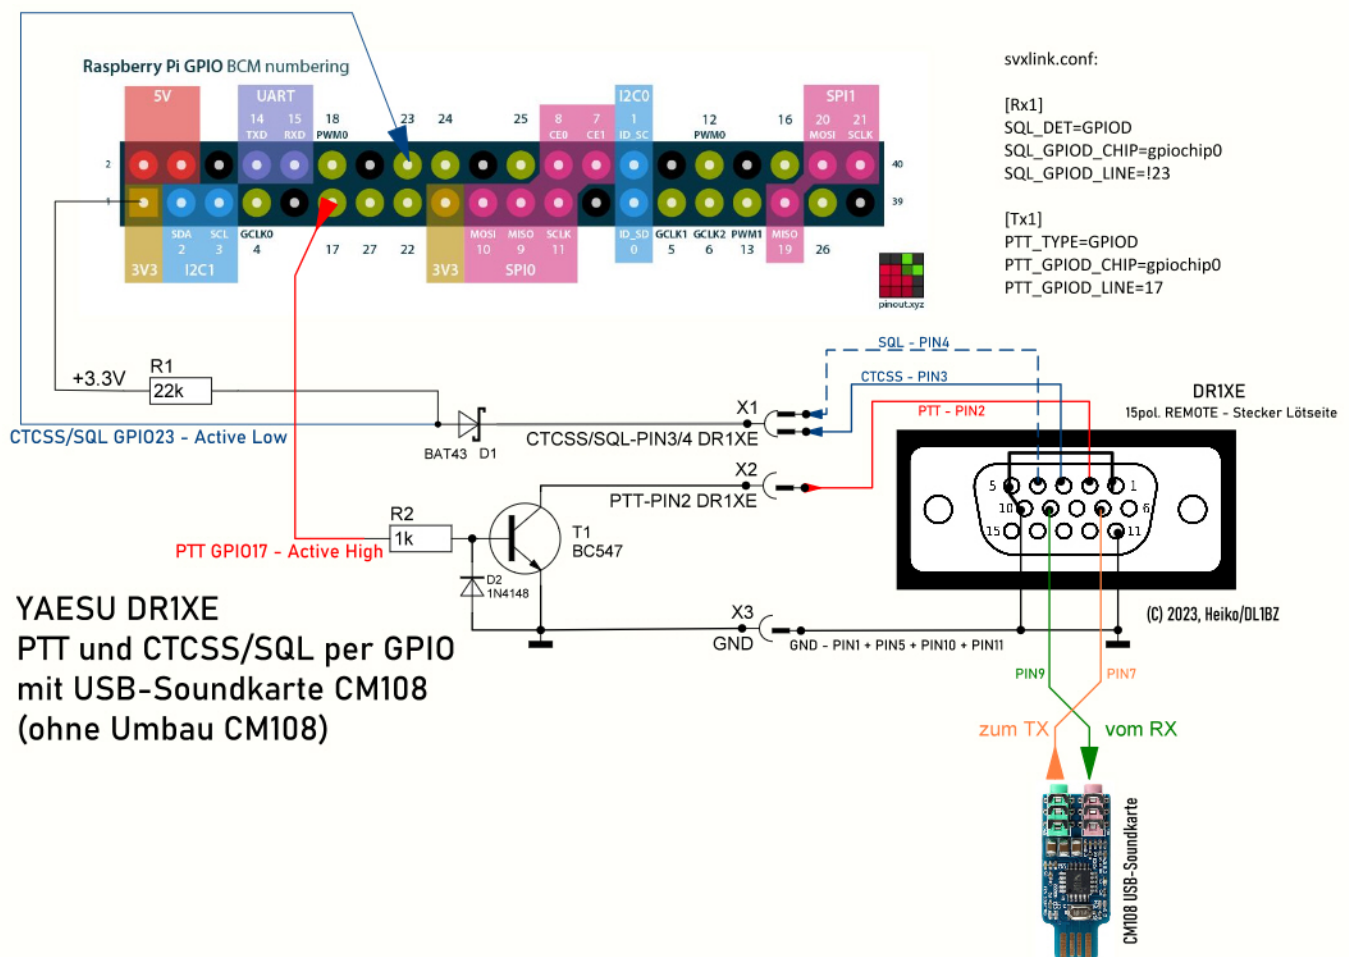 Raspberry Pi GPIO BCM numbering
5V
UART
I2C0
SPI1
14
15
18
23
24
25
8
7
1
12
16
20
21
TXD
RXD
PWM0
CE0
CE1
ID_SC
PWM0
MOSI
SCLK
2
40
1
39
SDA
SCL
GCLK0
MOSI
MISO
SCLK
ID_SD
GCLK1
GCLK2
PWM1
MISO
2
3
4
17
27
22
10
9
11
0
5
6
13
19
26
3V3
I2C1
3V3
SPI0
pinout.xyz
svxlink.conf:
[Rx1]
SQL_DET=GPIOD
SQL_GPIOD_CHIP=gpiochip0
SQL_GPIOD_LINE=!23
[Tx1]
PTT_TYPE=GPIOD
PTT_GPIOD_CHIP=gpiochip0
PTT_GPIOD_LINE=17
SQL - PIN4
CTCSS - PIN3
PTT - PIN2
DR1XE
15pol. REMOTE - Stecker Lötseite
+3.3V
R1
22k
CTCSS/SQL GPIO23 - Active Low
BAT43
D1
X1
CTCSS/SQL-PIN3/4 DR1XE
X2
PTT-PIN2 DR1XE
R2
1k
PTT GPIO17 - Active High
T1
BC547
D2
1N4148
X3
GND
GND - PIN1 + PIN5 + PIN10 + PIN11
5
1
10
6
15
11
(C) 2023, Heiko/DL1BZ
YAESU DR1XE
PTT und CTCSS/SQL per GPIO
mit USB-Soundkarte CM108
(ohne Umbau CM108)
PIN9
PIN7
zum TX
vom RX
CM108 USB-Soundkarte